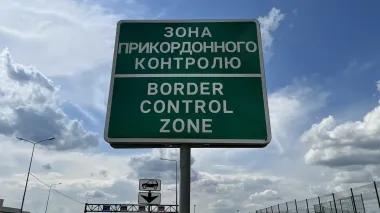 ЗОНА
ПРИКОРДОННОГО
КОНТРОЛЮ
BORDER
CONTROL
ZONE